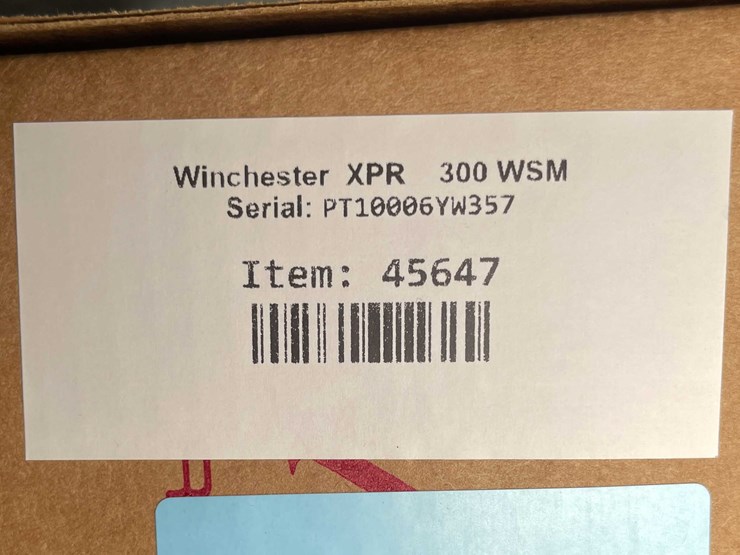 Winchester XPR 300 WSM
Serial: PT10006YW357
Item: 45647